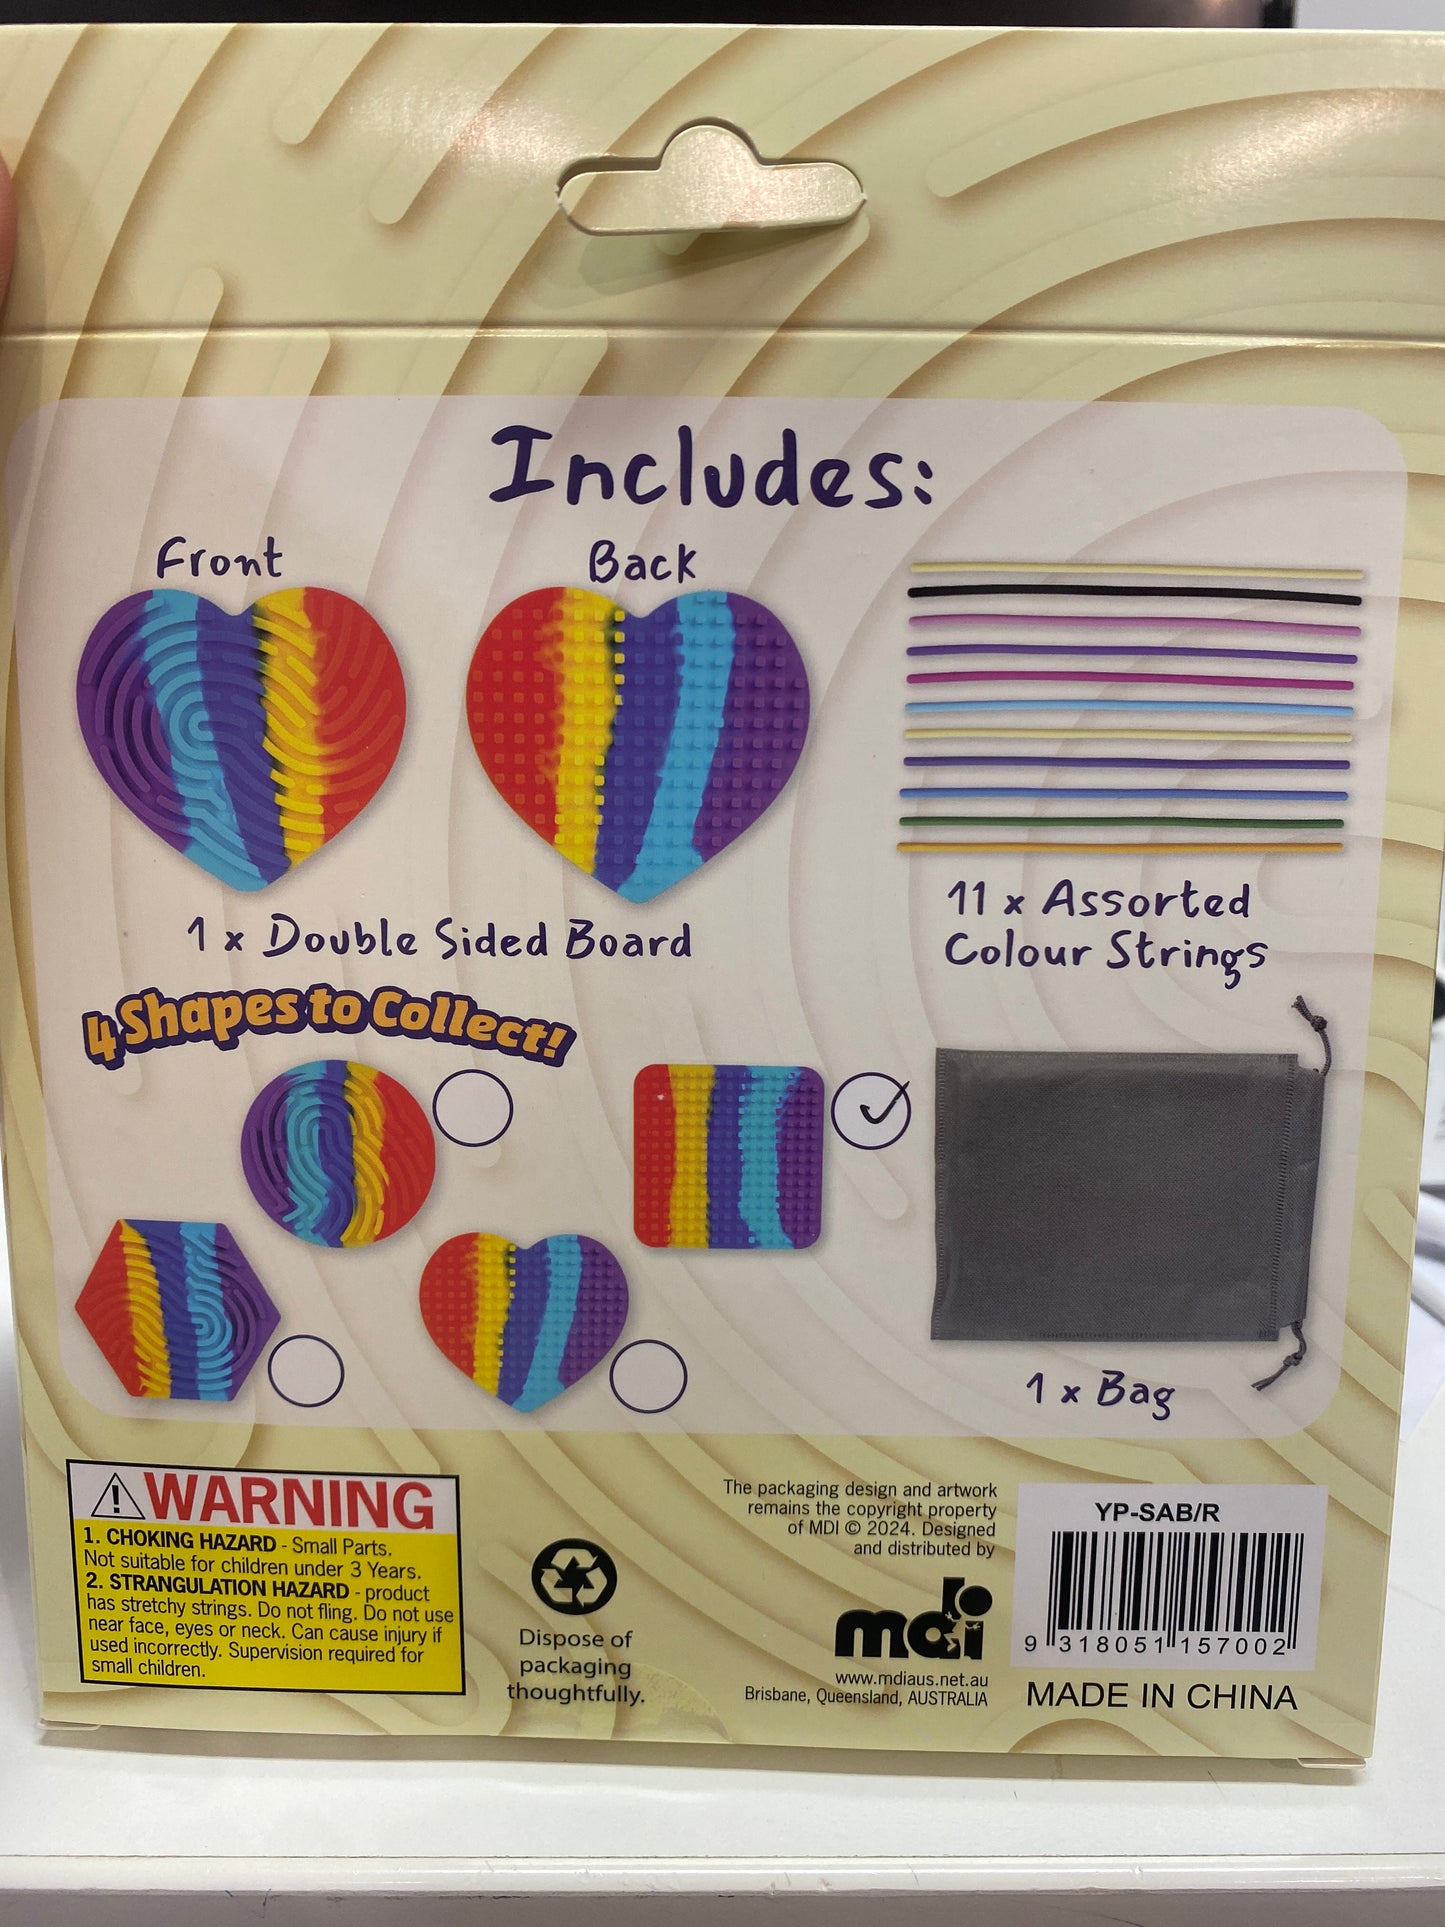 Includes:
Front
Back
1 x Double Sided Board
11 x Assorted
Colour Strings
4 Shapes to Collect!
1 x Bag
WARNING
1. CHOKING HAZARD - Small Parts.
Not suitable for children under 3 Years.
2. STRANGULATION HAZARD - product
has stretchy strings. Do not fling. Do not use
near face, eyes or neck. Can cause injury if
used incorrectly. Supervision required for
small children.
Dispose of
packaging
thoughtfully.
The packaging design and artwork
remains the copyright property
of MDI © 2024. Designed
and distributed by
mdi
www.mdiaus.net.au
Brisbane, Queensland, AUSTRALIA
YP-SAB/R
9 318051 157002
MADE IN CHINA